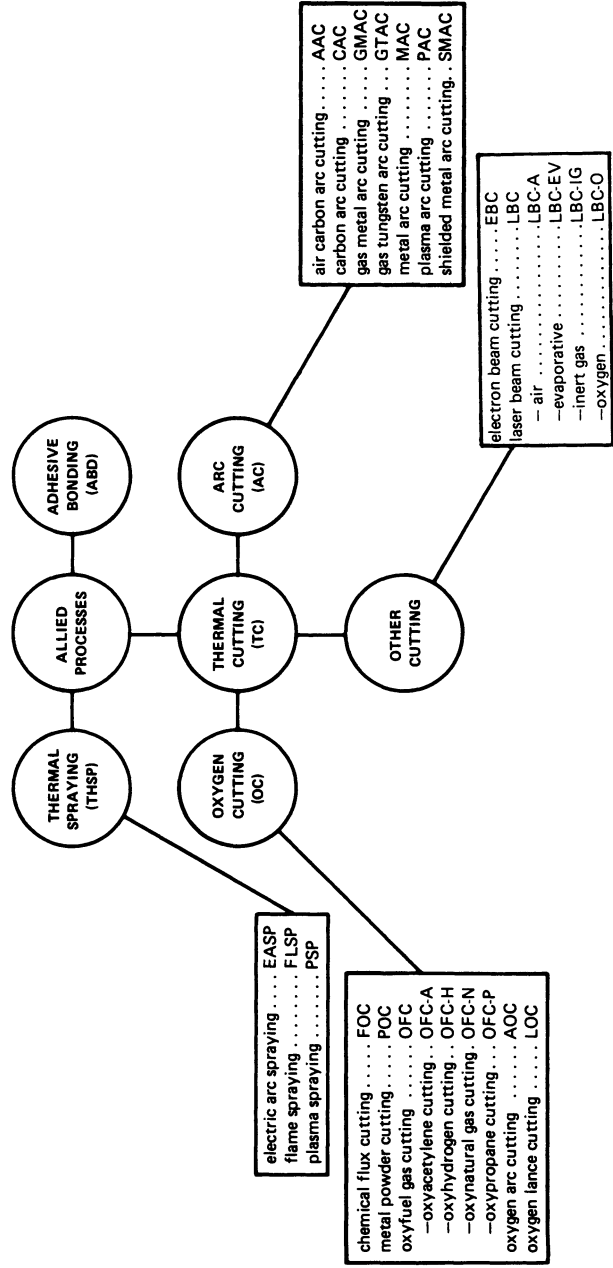 THERMAL
SPRAYING
(THSP)
ALLIED
PROCESSES
ADHESIVE
BONDING
(ABD)
OXYGEN
CUTTING
(OC)
THERMAL
CUTTING
(TC)
ARC
CUTTING
(AC)
OTHER
CUTTING
electric arc spraying .... EASP
flame spraying ........ FLSP
plasma spraying ....... PSP
chemical flux cutting ..... FOC
metal powder cutting ..... POC
oxyfuel gas cutting ...... OFC
–oxyacetylene cutting .. OFC-A
–oxyhydrogen cutting .. OFC-H
–oxynatural gas cutting . OFC-N
–oxypropane cutting ... OFC-P
oxygen arc cutting ...... AOC
oxygen lance cutting ..... LOC
air carbon arc cutting ..... AAC
carbon arc cutting ....... CAC
gas metal arc cutting ..... GMAC
gas tungsten arc cutting ... GTAC
metal arc cutting ........ MAC
plasma arc cutting ....... PAC
shielded metal arc cutting .. SMAC
electron beam cutting ..... EBC
laser beam cutting ....... LBC
– air .............. LBC-A
–evaporative ......... LBC-EV
–inert gas ........... LBC-IG
–oxygen ............ LBC-O